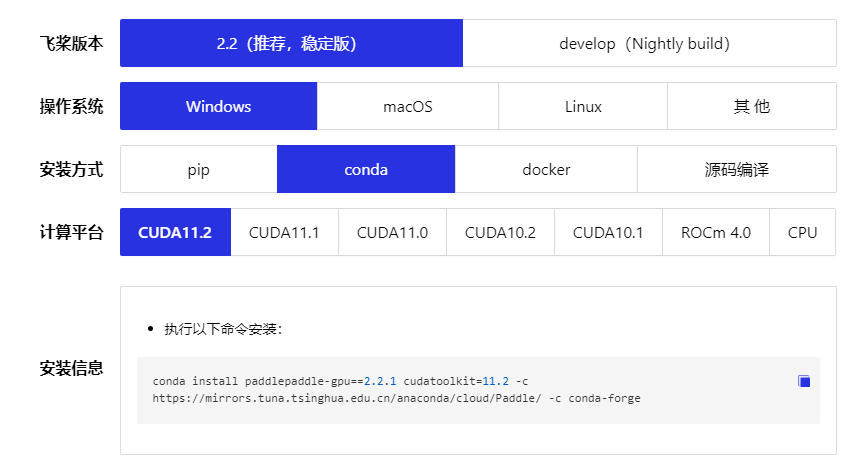 飞桨版本 2.2（推荐，稳定版） develop（Nightly build）
操作系统 Windows macOS Linux 其 他
安装方式 pip conda docker 源码编译
计算平台 CUDA11.2 CUDA11.1 CUDA11.0 CUDA10.2 CUDA10.1 ROCm 4.0 CPU
• 执行以下命令安装：
安装信息
conda install paddlepaddle-gpu==2.2.1 cudatoolkit=11.2 -c
https://mirrors.tuna.tsinghua.edu.cn/anaconda/cloud/Paddle/ -c conda-forge